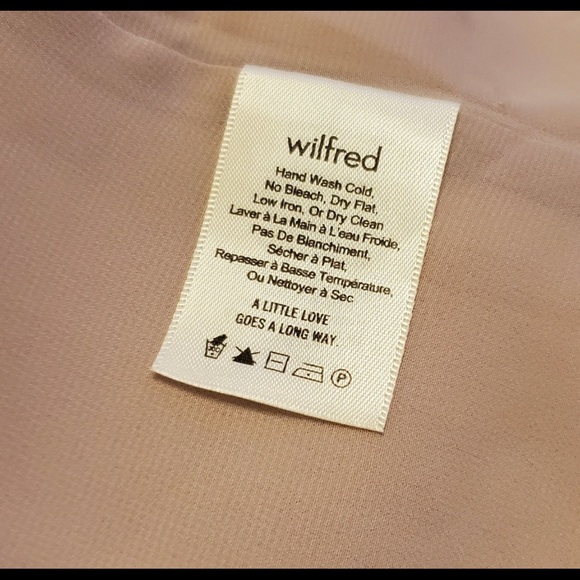 wilfred
Hand Wash Cold,
No Bleach, Dry Flat,
Low Iron, Or Dry Clean
Laver à La Main à L'eau Froide,
Pas De Blanchiment,
Sécher à Plat,
Repasser à Basse Température,
Ou Nettoyer à Sec
A LITTLE LOVE
GOES A LONG WAY.
P